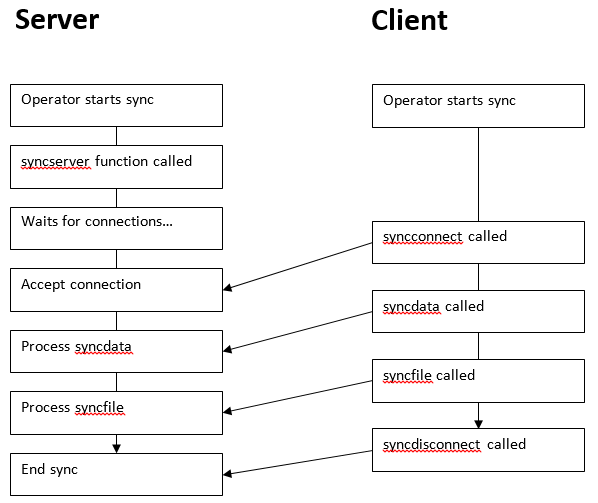 Server
Client
Operator starts sync
Operator starts sync
syncserver function called
Waits for connections...
syncconnect called
Accept connection
syncdata called
Process syncdata
syncfile called
Process syncfile
syncdisconnect called
End sync